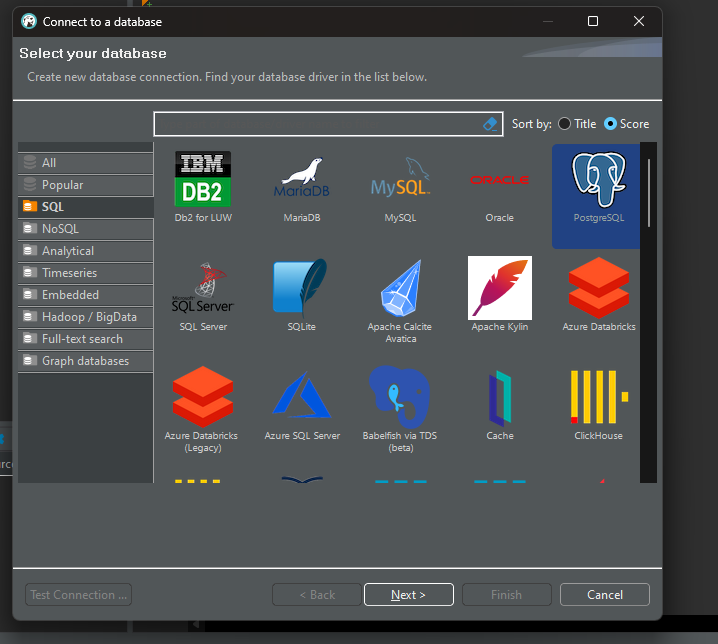 Connect to a database
Select your database
Create new database connection. Find your database driver in the list below.
Sort by: Title Score
All
Popular
SQL
NoSQL
Analytical
Timeseries
Embedded
Hadoop / BigData
Full-text search
Graph databases
IBM
DB2
MariaDB
MySQL
ORACLE
Db2 for LUW
MariaDB
MySQL
Oracle
PostgreSQL
Microsoft
SQL Server
SQL Server
SQLite
Apache Calcite
Avatica
Apache Kylin
Azure Databricks
Azure Databricks
(Legacy)
Azure SQL Server
Babelfish via TDS
(beta)
Cache
ClickHouse
Test Connection ...
< Back
Next >
Finish
Cancel